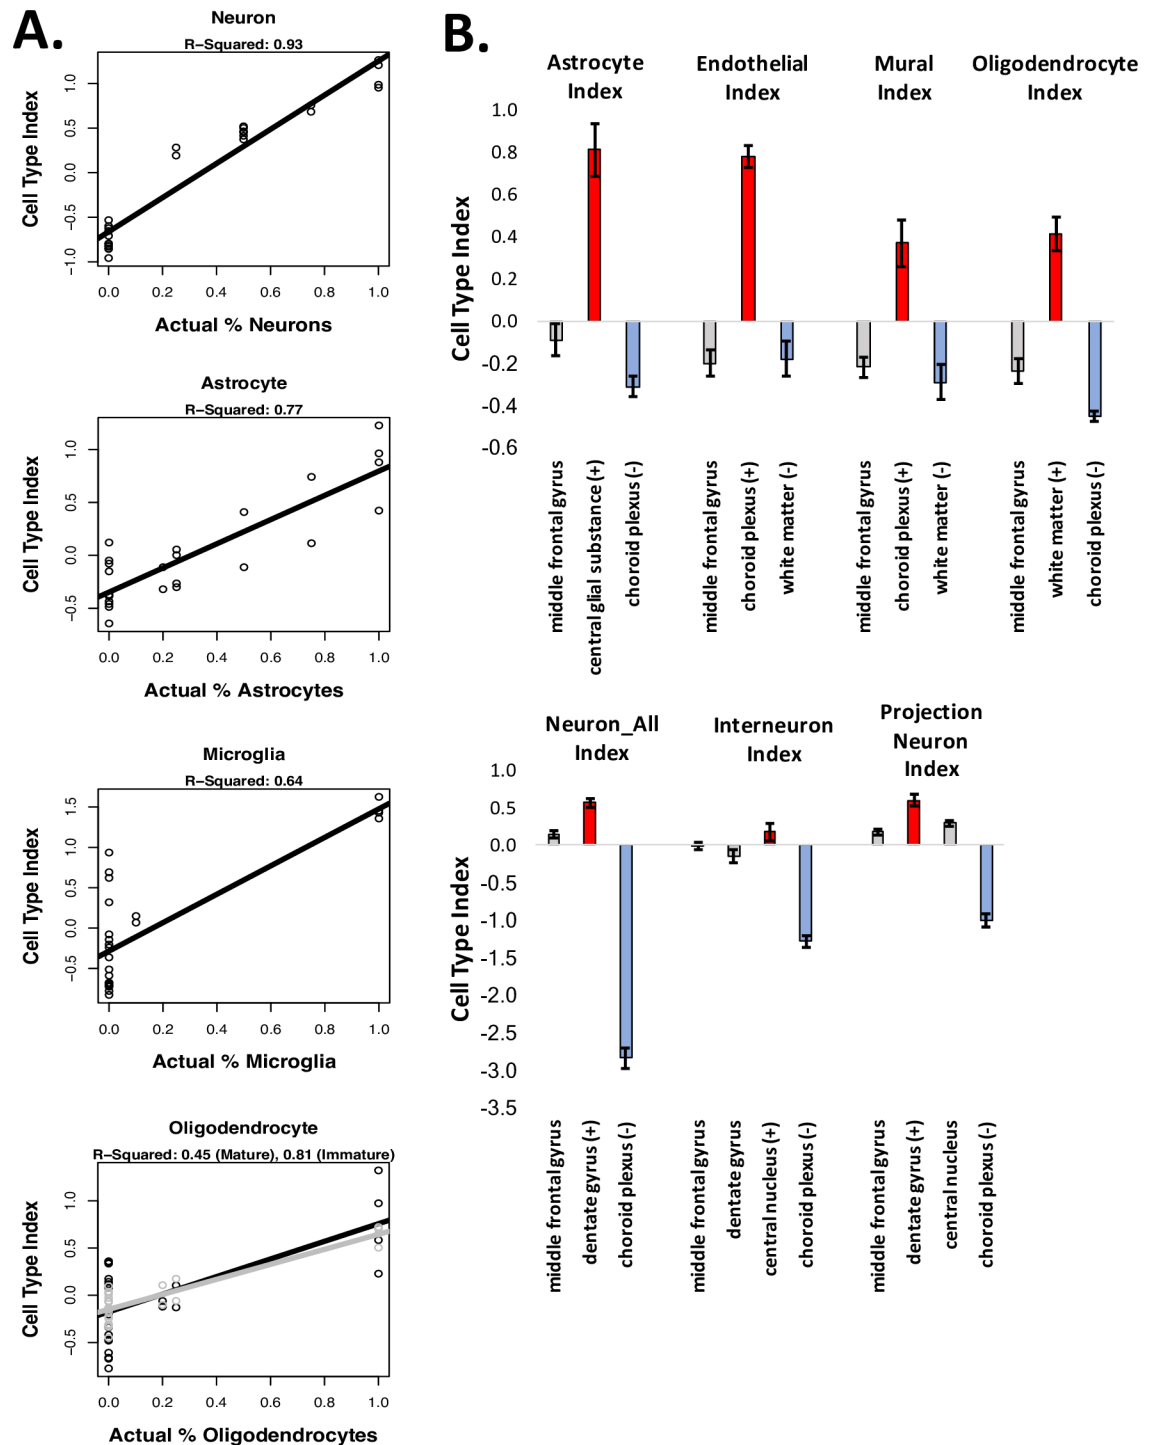 A.
Neuron
R−Squared: 0.93
Cell Type Index
1.0
0.5
0.0
−0.5
−1.0
0.0 0.2 0.4 0.6 0.8 1.0
Actual % Neurons
Astrocyte
R−Squared: 0.77
Cell Type Index
1.0
0.5
0.0
−0.5
0.0 0.2 0.4 0.6 0.8 1.0
Actual % Astrocytes
Microglia
R−Squared: 0.64
Cell Type Index
1.5
1.0
0.5
0.0
−0.5
0.0 0.2 0.4 0.6 0.8 1.0
Actual % Microglia
Oligodendrocyte
R−Squared: 0.45 (Mature), 0.81 (Immature)
Cell Type Index
1.0
0.5
0.0
−0.5
0.0 0.2 0.4 0.6 0.8 1.0
Actual % Oligodendrocytes
B.
Astrocyte
Index
Endothelial
Index
Mural
Index
Oligodendrocyte
Index
Cell Type Index
1.0
0.8
0.6
0.4
0.2
0.0
-0.2
-0.4
-0.6
middle frontal gyrus
central glial substance (+)
choroid plexus (-)
middle frontal gyrus
choroid plexus (+)
white matter (-)
middle frontal gyrus
choroid plexus (+)
white matter (-)
middle frontal gyrus
white matter (+)
choroid plexus (-)
Neuron_All
Index
Interneuron
Index
Projection
Neuron
Index
Cell Type Index
1.0
0.5
0.0
-0.5
-1.0
-1.5
-2.0
-2.5
-3.0
-3.5
middle frontal gyrus
dentate gyrus (+)
choroid plexus (-)
middle frontal gyrus
dentate gyrus
central nucleus (+)
choroid plexus (-)
middle frontal gyrus
dentate gyrus (+)
central nucleus
choroid plexus (-)